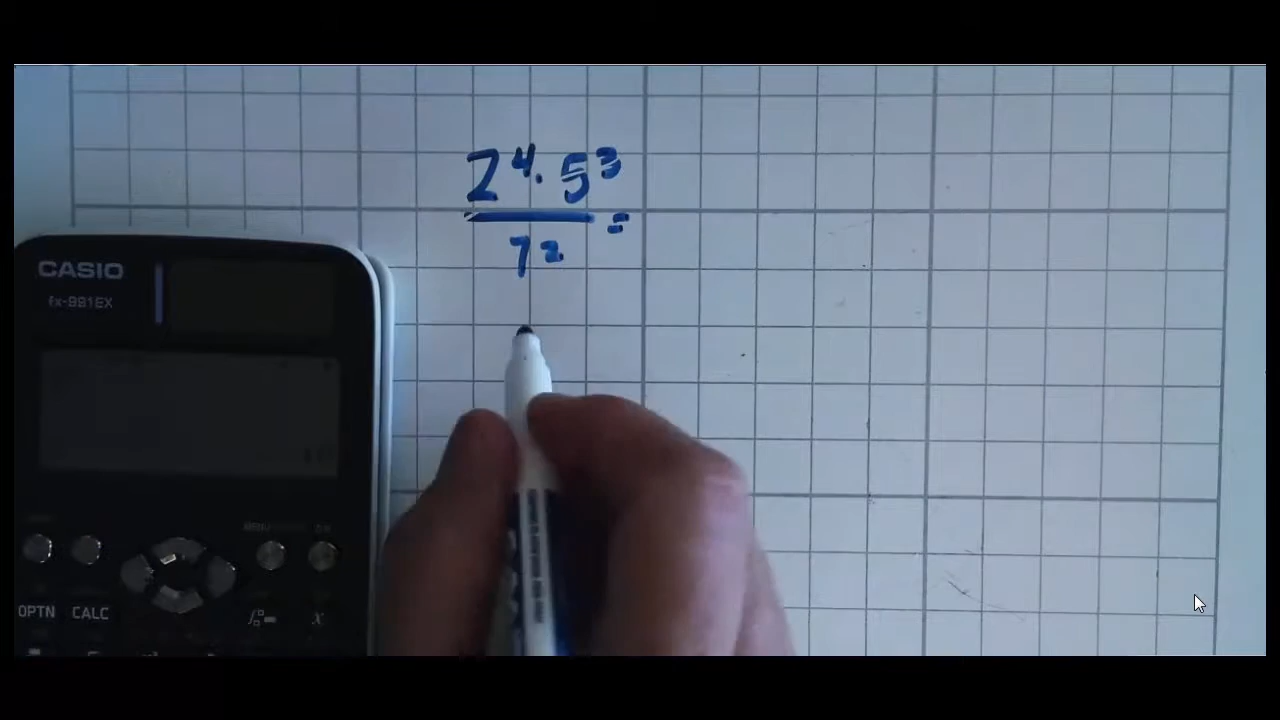 2⁴ · 5³
7² =
CASIO
fx-991EX
OPTN CALC
x